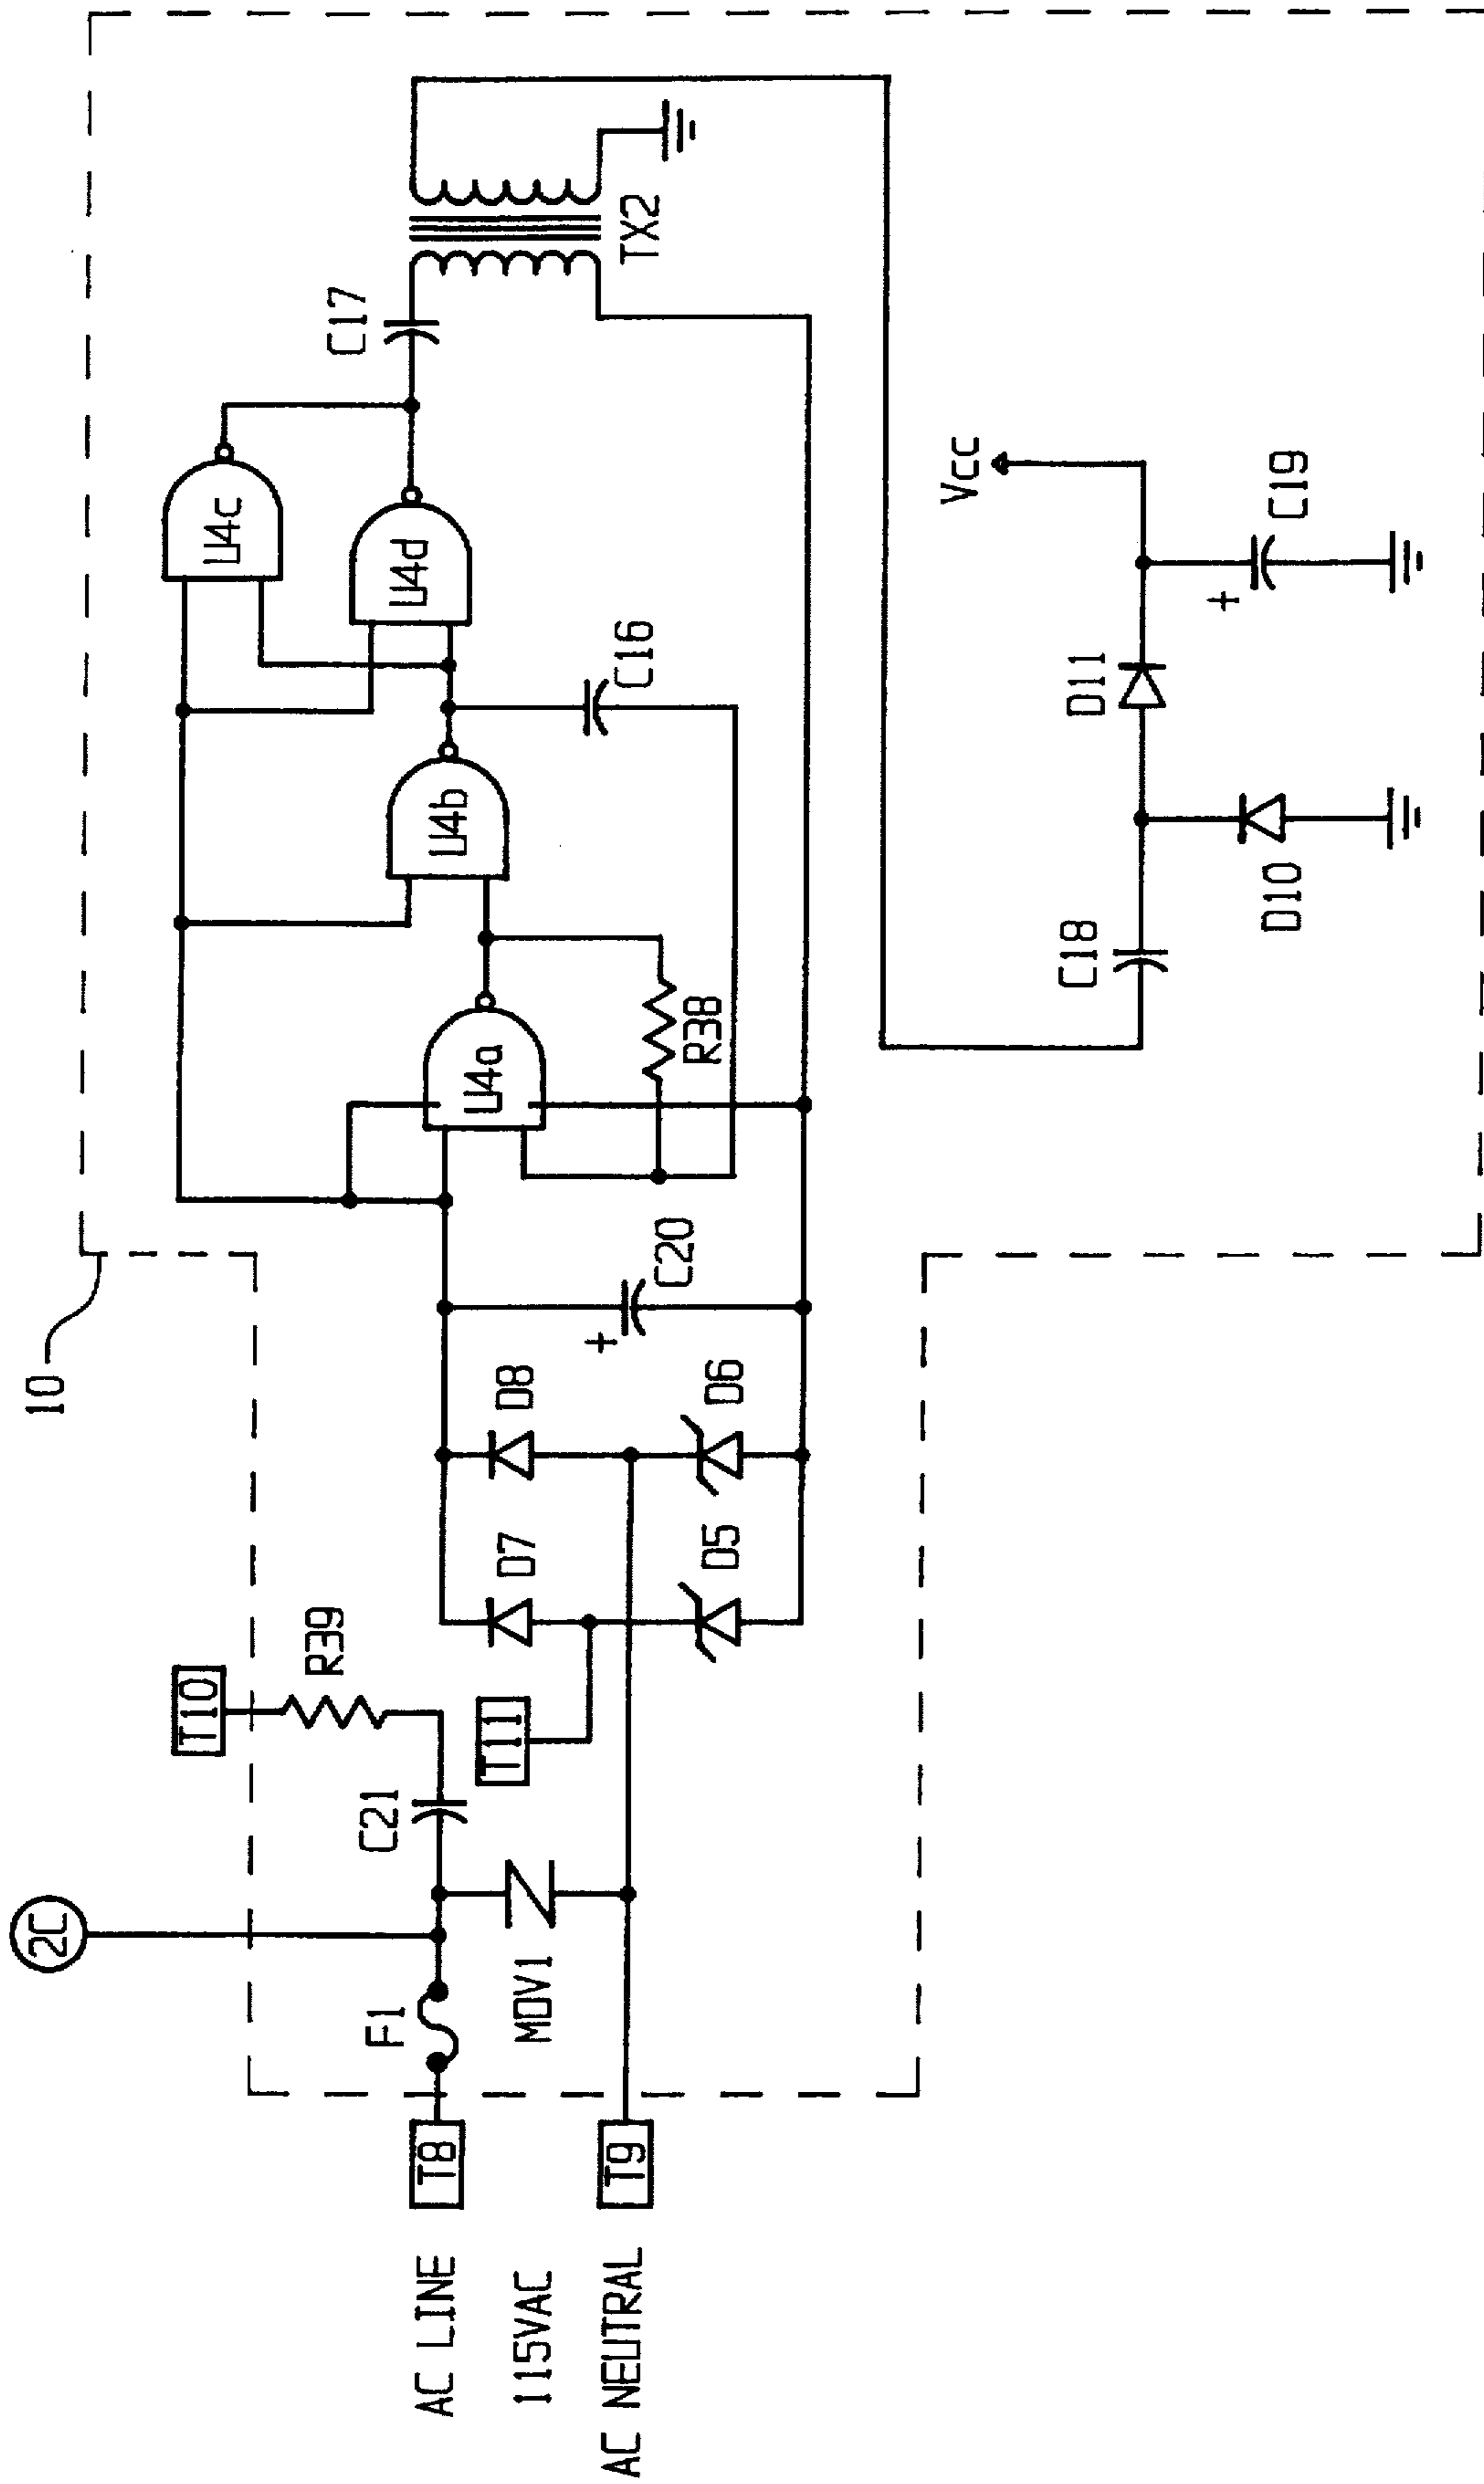 10
2C
T10
R39
F1
C21
AC LINE
T8
115VAC
MOV1
T11
D7
D8
AC NEUTRAL
T9
D5
D6
C20
U4a
R38
U4b
C16
U4c
U4d
C17
TX2
C18
D10
D11
Vcc
+
C19
+